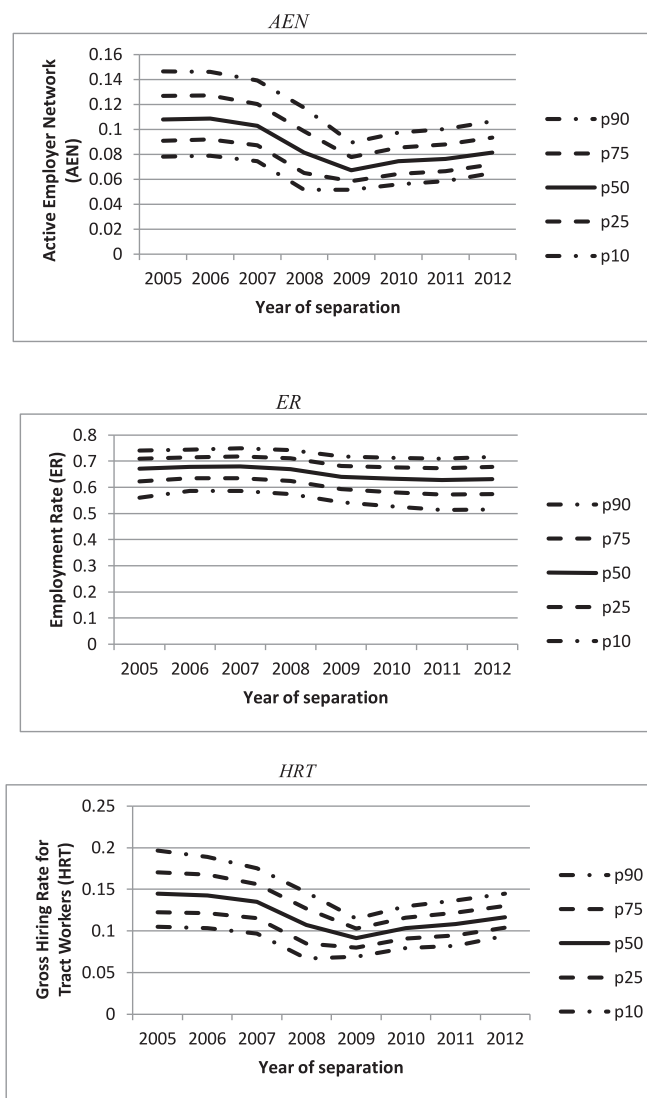 AEN
0.16
0.14
0.12
0.1
0.08
0.06
0.04
0.02
0
Active Employer Network
(AEN)
2005 2006 2007 2008 2009 2010 2011 2012
Year of separation
p90
p75
p50
p25
p10
ER
0.8
0.7
0.6
0.5
0.4
0.3
0.2
0.1
0
Employment Rate (ER)
2005 2006 2007 2008 2009 2010 2011 2012
Year of separation
p90
p75
p50
p25
p10
HRT
0.25
0.2
0.15
0.1
0.05
0
Gross Hiring Rate for
Tract Workers (HRT)
2005 2006 2007 2008 2009 2010 2011 2012
Year of separation
p90
p75
p50
p25
p10